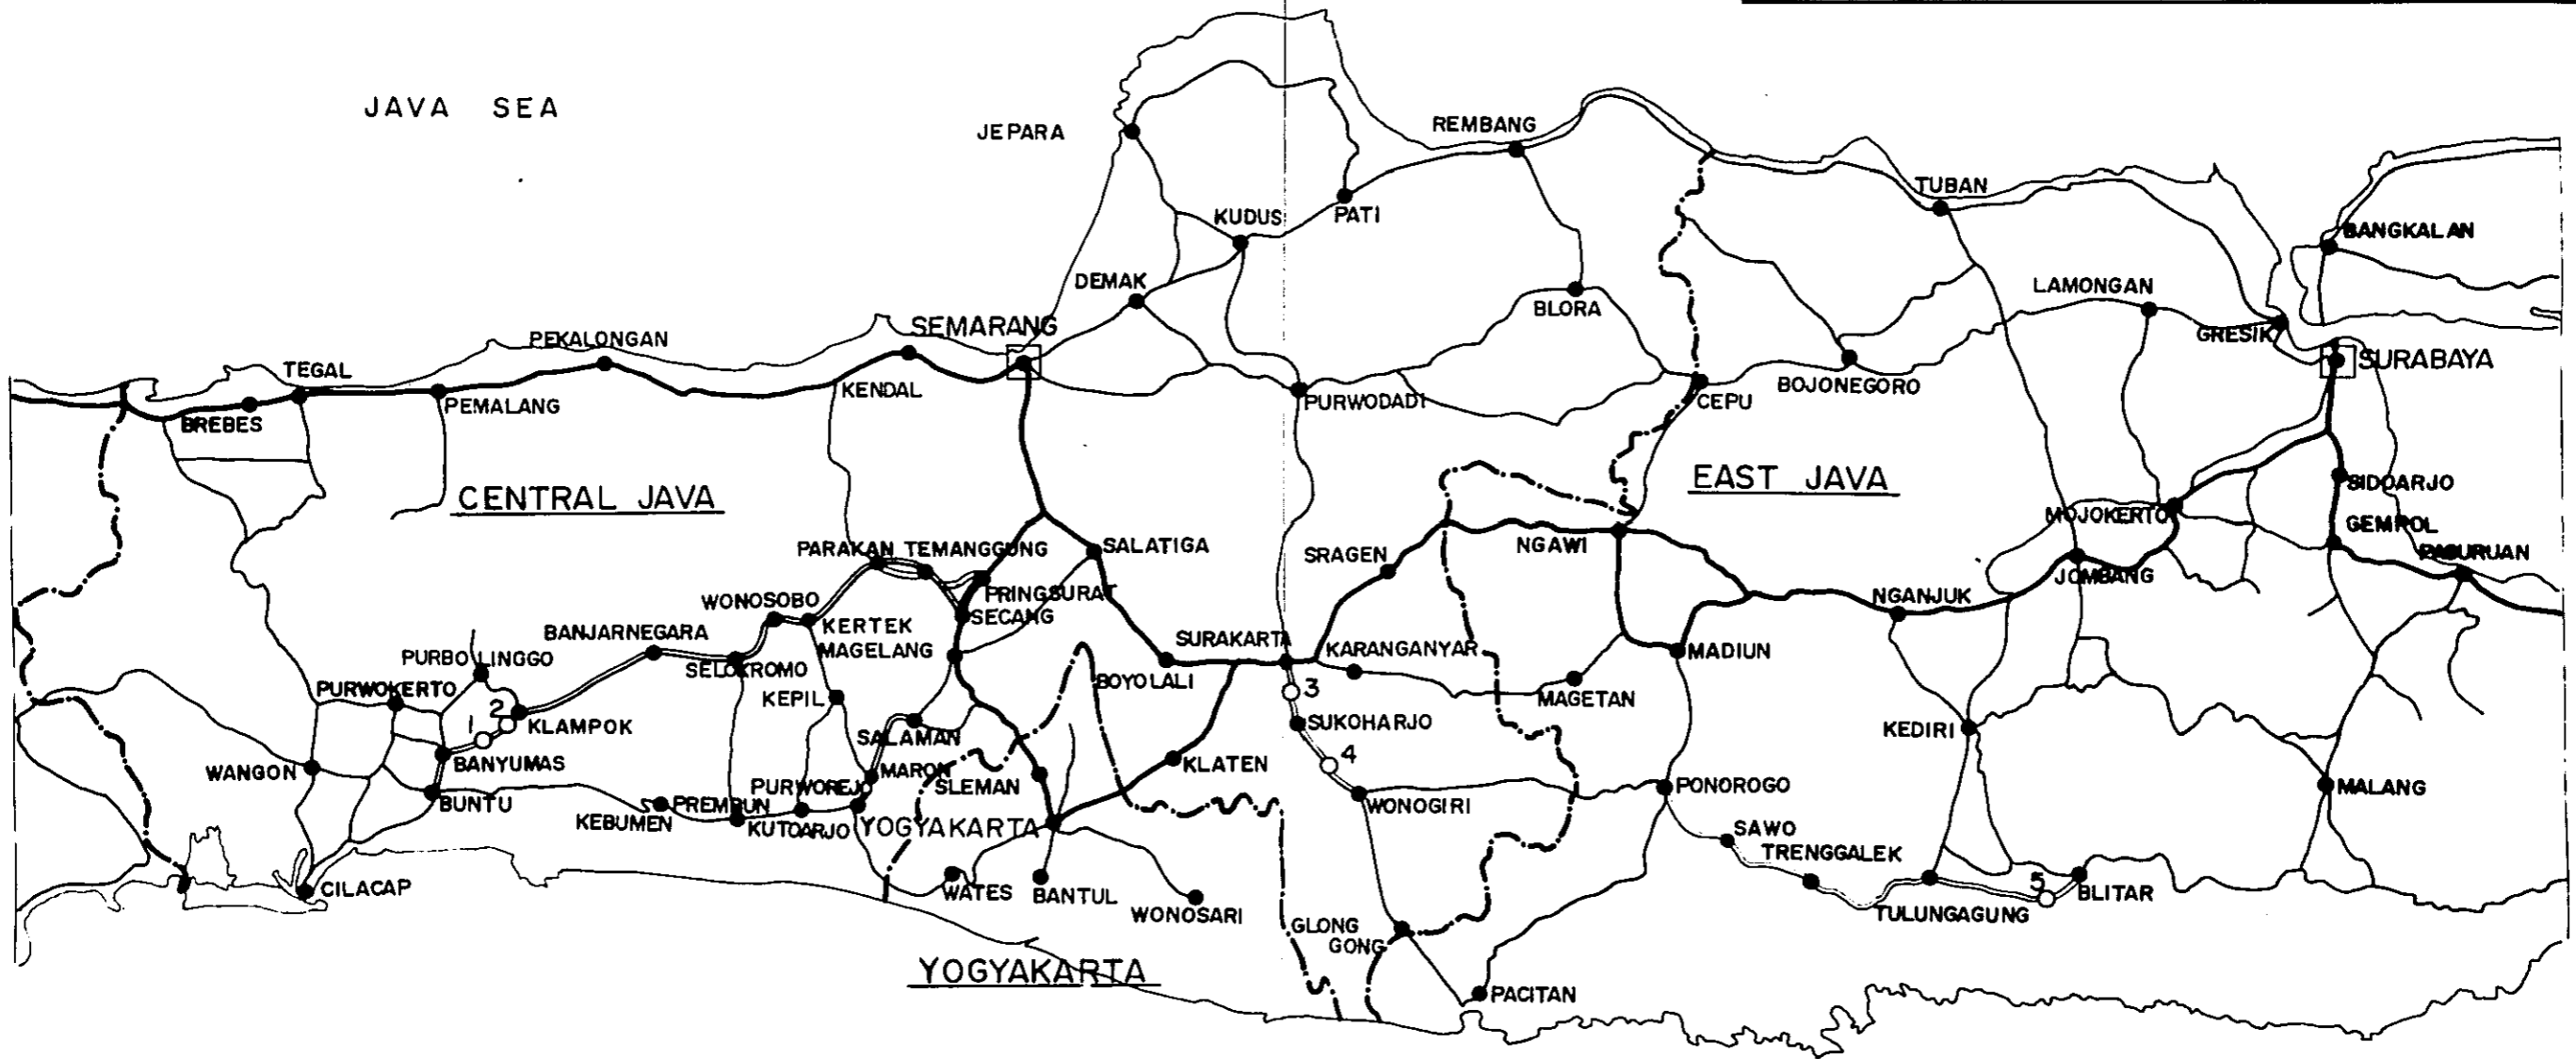 JAVA SEA
JEPARA
REMBANG
TUBAN
KUDUS
PATI
BANGKALAN
DEMAK
BLORA
LAMONGAN
SEMARANG
PEKALONGAN
TEGAL
GRESIK
SURABAYA
KENDAL
PEMALANG
BREBES
PURWODADI
CEPU
BOJONEGORO
CENTRAL JAVA
EAST JAVA
SIDOARJO
MOJOKERTO
GEMPOL
PARAKAN
TEMANGGUNG
SALATIGA
SRAGEN
NGAWI
PASURUAN
JOMBANG
PRINGSURAT
SECANG
WONOSOBO
KERTEK
NGANJUK
BANJARNEGARA
MAGELANG
SURAKARTA
KARANGANYAR
MADIUN
PURBOLINGGO
SELOKROMO
BOYOLALI
PURWOKERTO
KEPIL
MAGETAN
3
2
1
KLAMPOK
SUKOHARJO
KEDIRI
SALAMAN
4
WANGON
BANYUMAS
MARON
KLATEN
PURWOREJO
SLEMAN
PONOROGO
MALANG
BUNTU
PREMBUN
WONOGIRI
KEBUMEN
KUTOARJO
YOGYAKARTA
SAWO
TRENGGALEK
CILACAP
WATES
BANTUL
5
BLITAR
WONOSARI
TULUNGAGUNG
GLONG
GONG
YOGYAKARTA
PACITAN